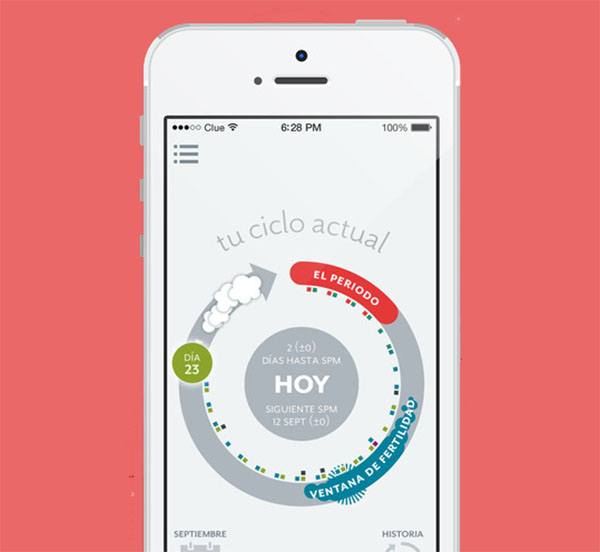 Clue
6:28 PM
100%
tu ciclo actual
EL PERIODO
DÍA
23
2 (±0)
DÍAS HASTA SPM
HOY
SIGUIENTE SPM
12 SEPT (±0)
VENTANA DE FERTILIDAD
SEPTIEMBRE
HISTORIA